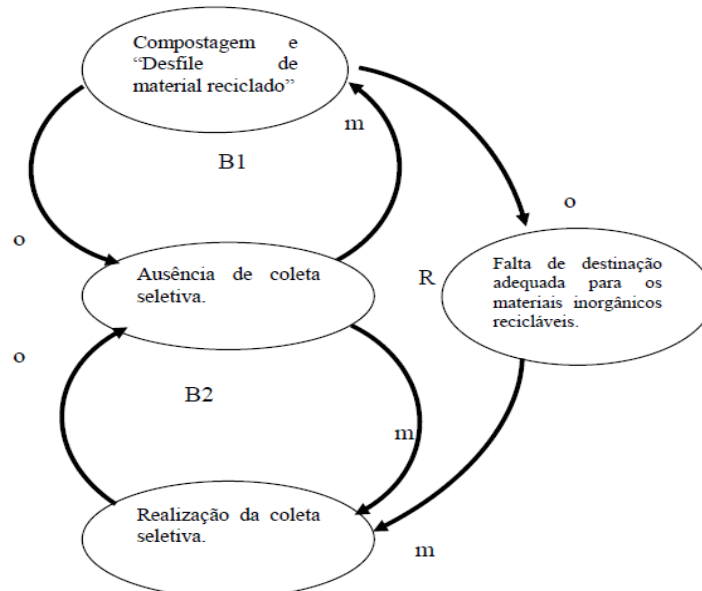 Compostagem e
“Desfile de
material reciclado”
m
B1
o
o
Ausência de coleta
seletiva.
R
Falta de destinação
adequada para os
materiais inorgânicos
recicláveis.
o
B2
m
Realização da coleta
seletiva.
m